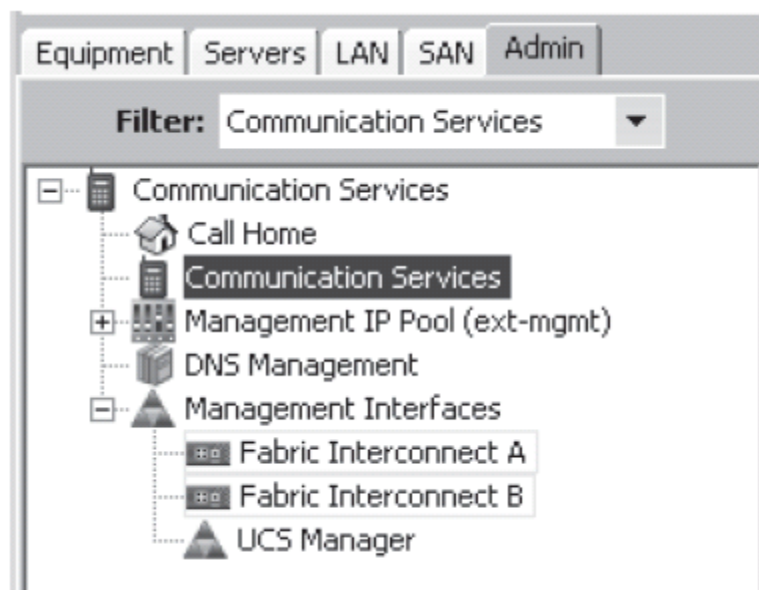 Equipment Servers LAN SAN Admin
Filter: Communication Services
Communication Services
Call Home
Communication Services
Management IP Pool (ext-mgmt)
DNS Management
Management Interfaces
Fabric Interconnect A
Fabric Interconnect B
UCS Manager